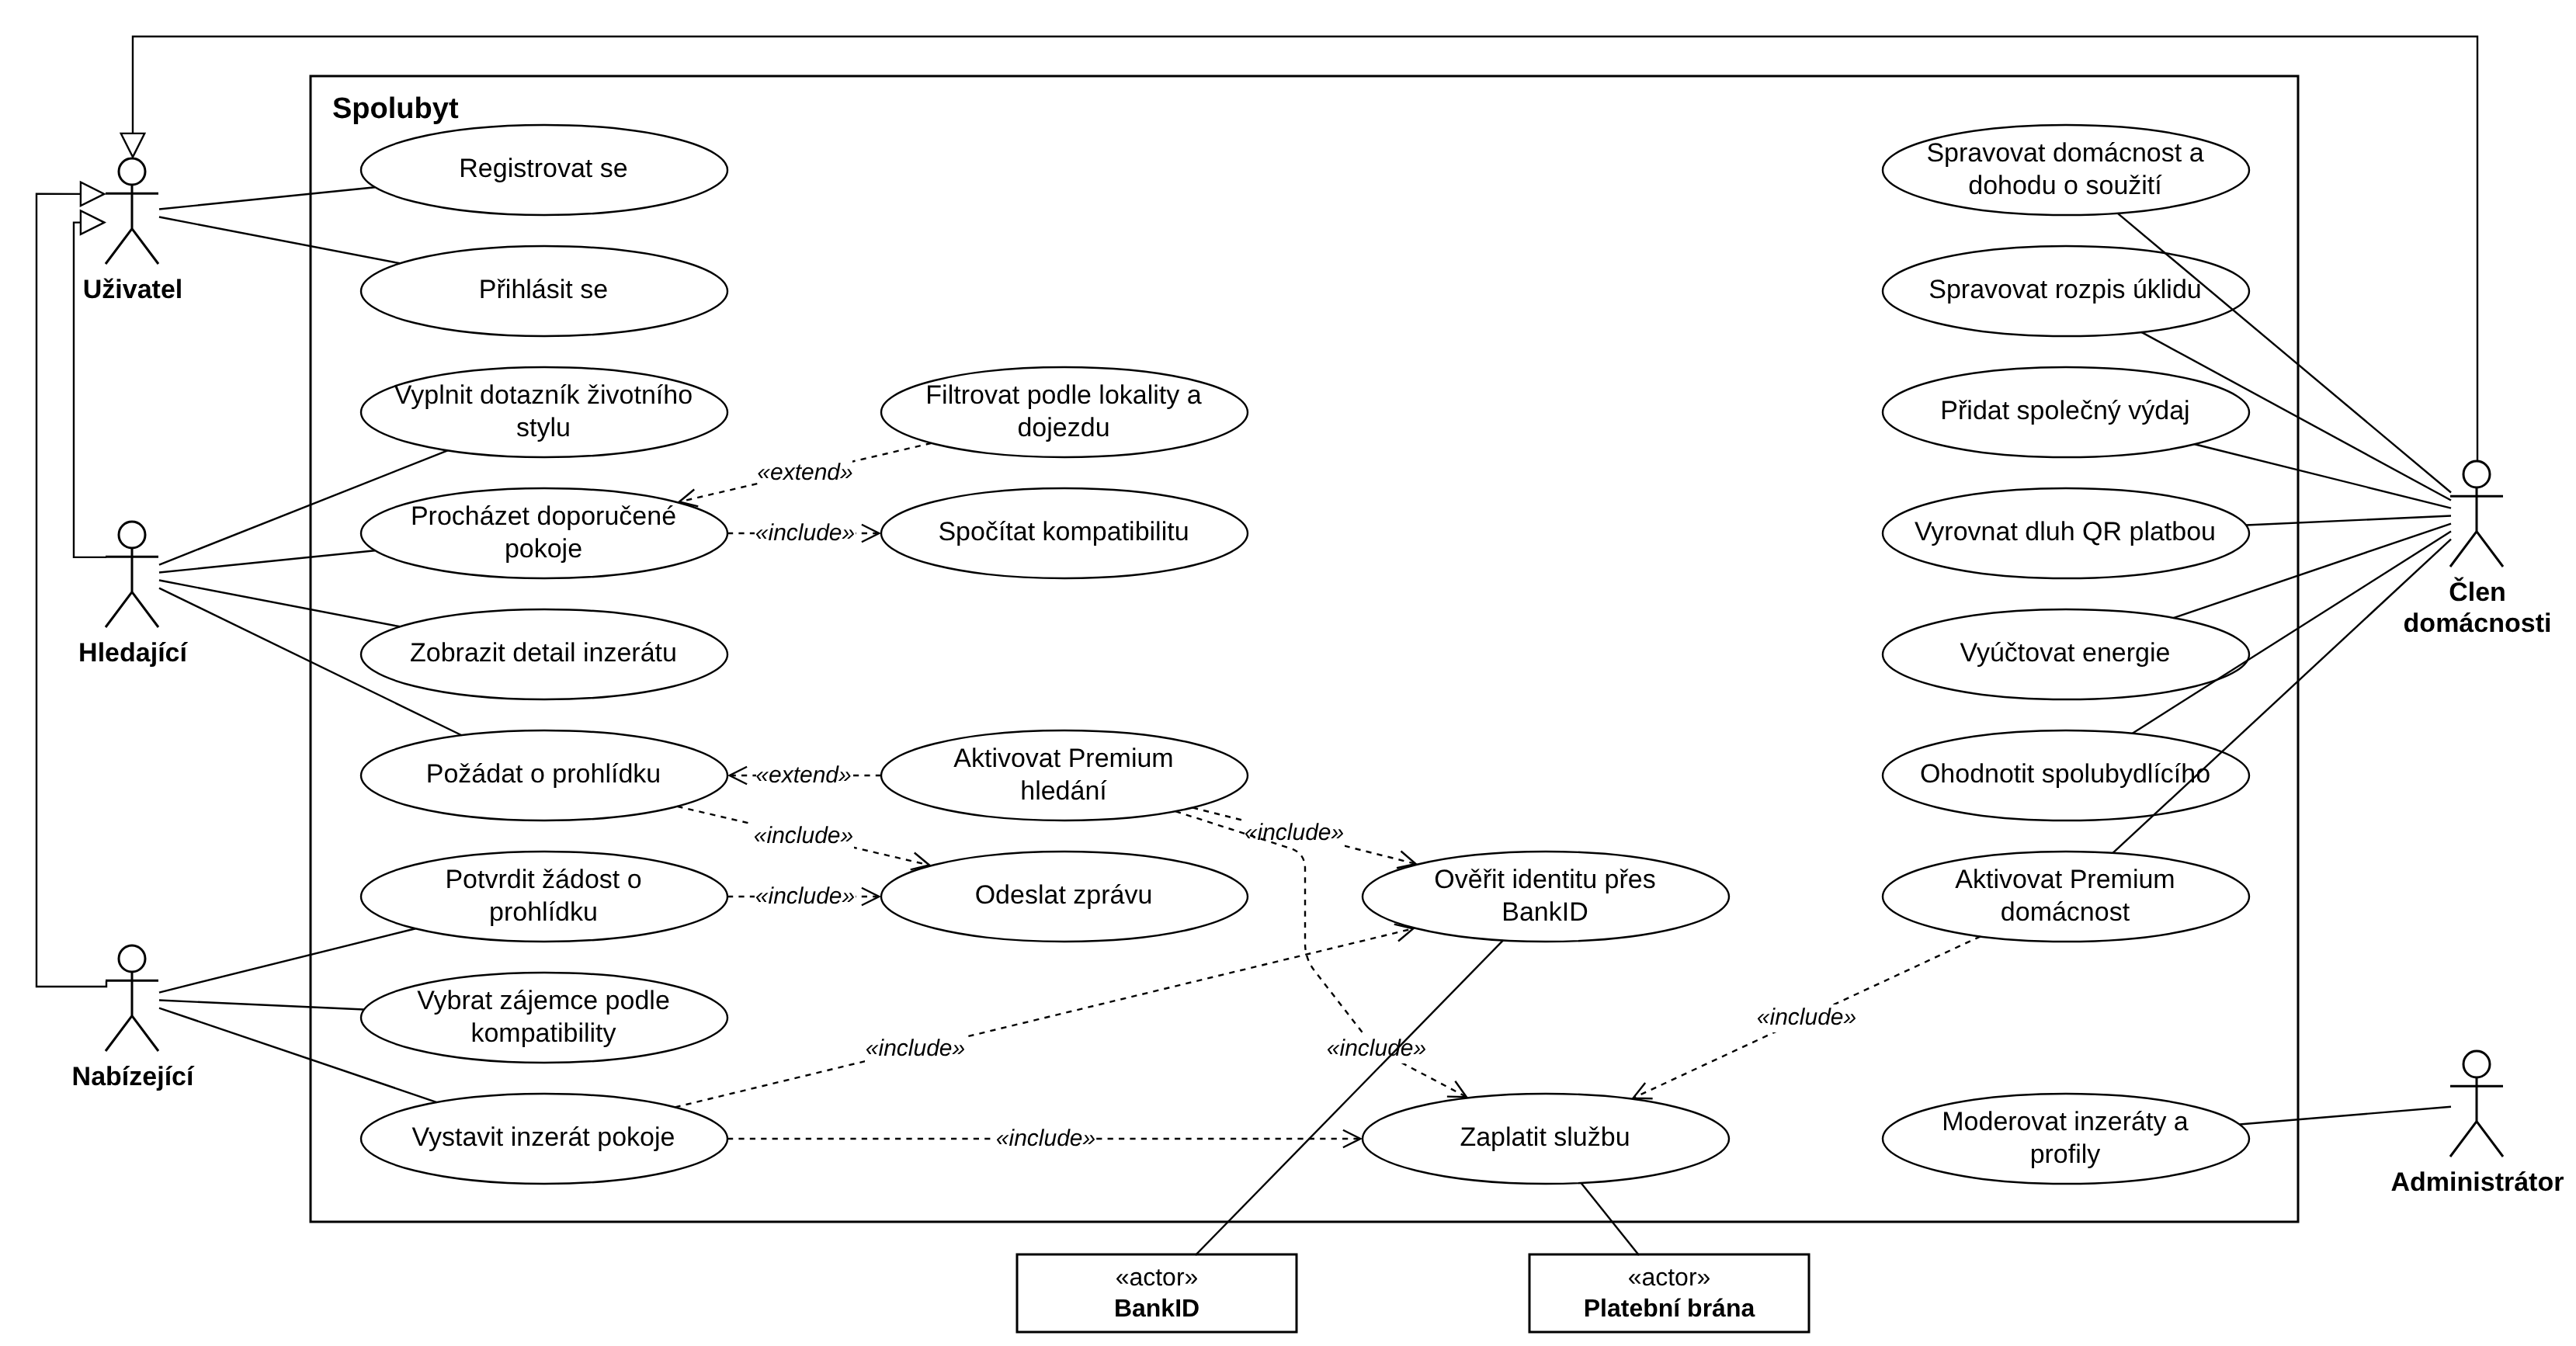 Spolubyt
Registrovat se
Spravovat domácnost a
dohodu o soužití
Uživatel
Přihlásit se
Spravovat rozpis úklidu
Vyplnit dotazník životního
stylu
Filtrovat podle lokality a
dojezdu
Přidat společný výdaj
«extend»
Procházet doporučené
pokoje
«include»
Spočítat kompatibilitu
Vyrovnat dluh QR platbou
Člen
domácnosti
Hledající
Zobrazit detail inzerátu
Vyúčtovat energie
Požádat o prohlídku
«extend»
Aktivovat Premium
hledání
Ohodnotit spolubydlícího
«include»
«include»
Potvrdit žádost o
prohlídku
«include»
Odeslat zprávu
Ověřit identitu přes
BankID
Aktivovat Premium
domácnost
Nabízející
Vybrat zájemce podle
kompatibility
«include»
«include»
«include»
Vystavit inzerát pokoje
«include»
Zaplatit službu
Moderovat inzeráty a
profily
Administrátor
«actor»
BankID
«actor»
Platební brána